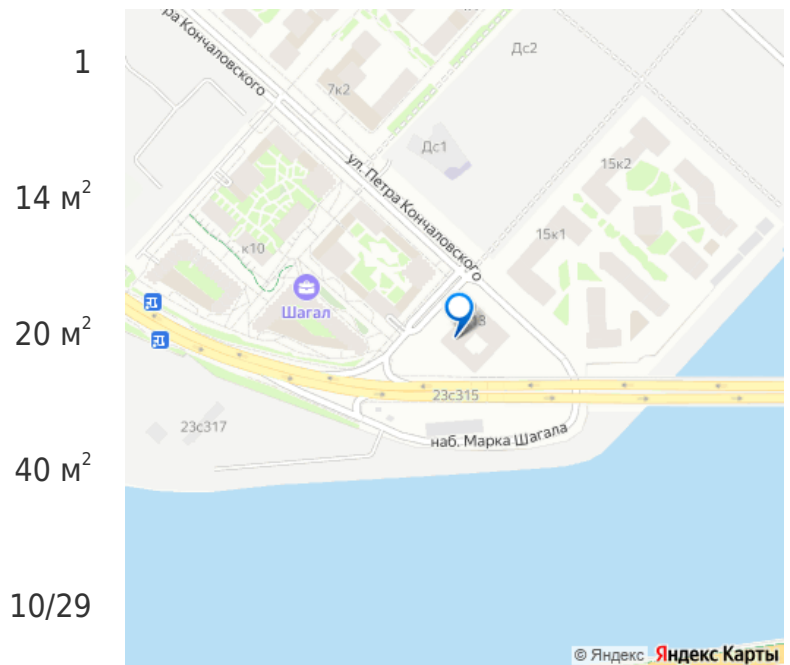 1
14 м²
20 м²
40 м²
10/29
ра Кончаловского
Дс2
7к2
Дс1
ул. Петра Кончаловского
15к2
15к1
к10
Шагал
23с315
23с317
наб. Марка Шагала
© Яндекс Яндекс Карты